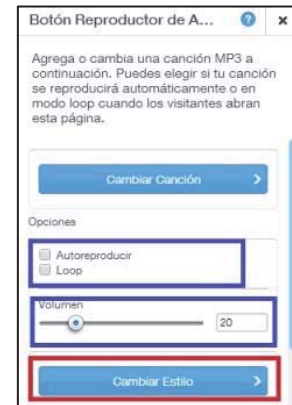 Botón Reproductor de A... ? ×
Agrega o cambia una canción MP3 a
continuación. Puedes elegir si tu canción
se reproducirá automáticamente o en
modo loop cuando los visitantes abran
esta página.
Cambiar Canción >
Opciones
Autoreproducir
Loop
Volumen
20
Cambiar Estilo >